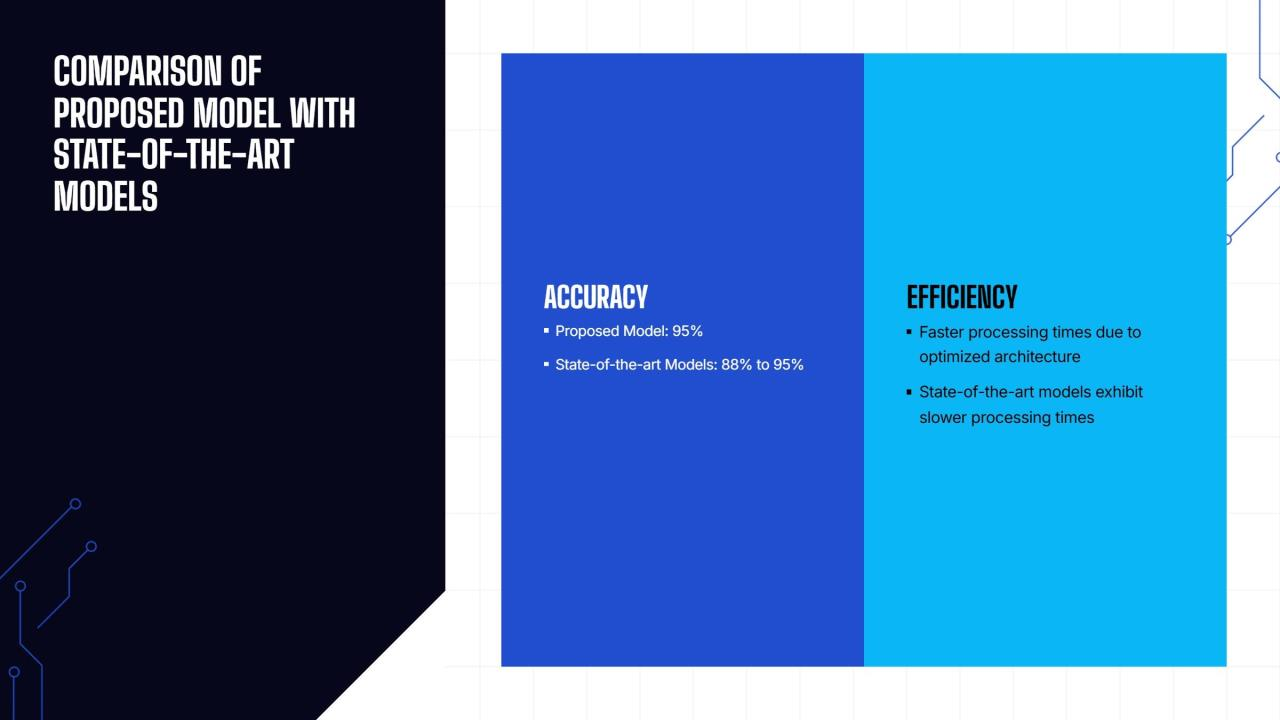 COMPARISON OF
PROPOSED MODEL WITH
STATE-OF-THE-ART
MODELS
ACCURACY
▪ Proposed Model: 95%
▪ State-of-the-art Models: 88% to 95%
EFFICIENCY
▪ Faster processing times due to
optimized architecture
▪ State-of-the-art models exhibit
slower processing times